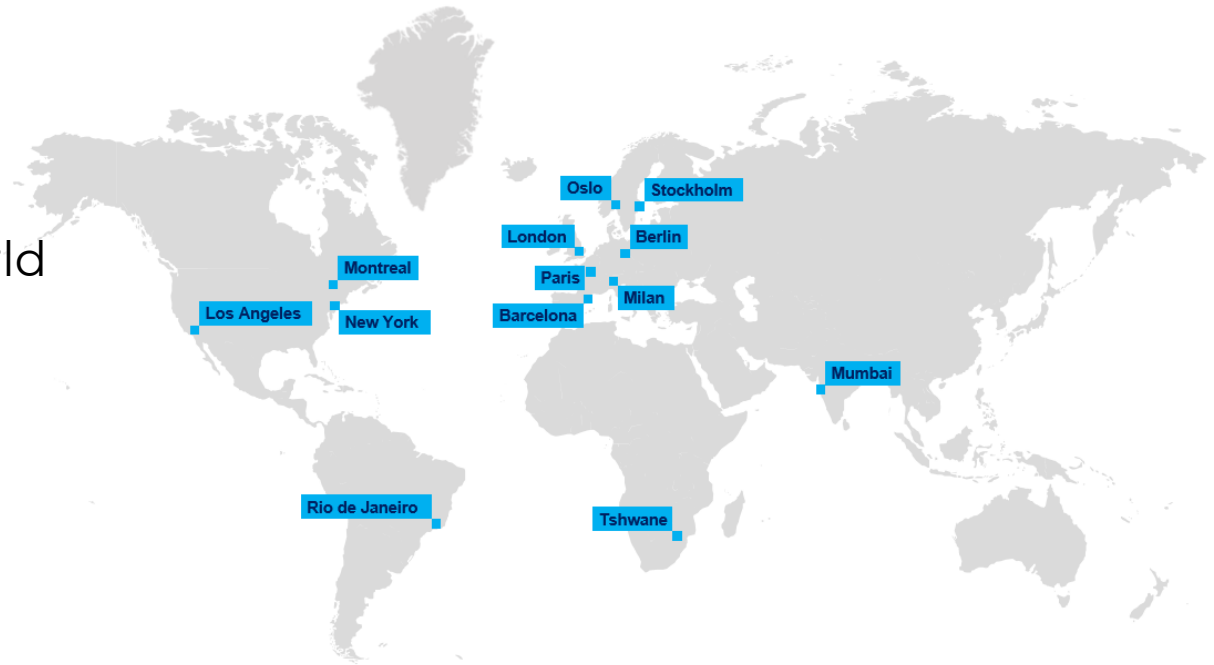 Oslo
Stockholm
London
Berlin
ld
Montreal
Paris
Milan
Los Angeles
Barcelona
New York
Mumbai
Rio de Janeiro
Tshwane